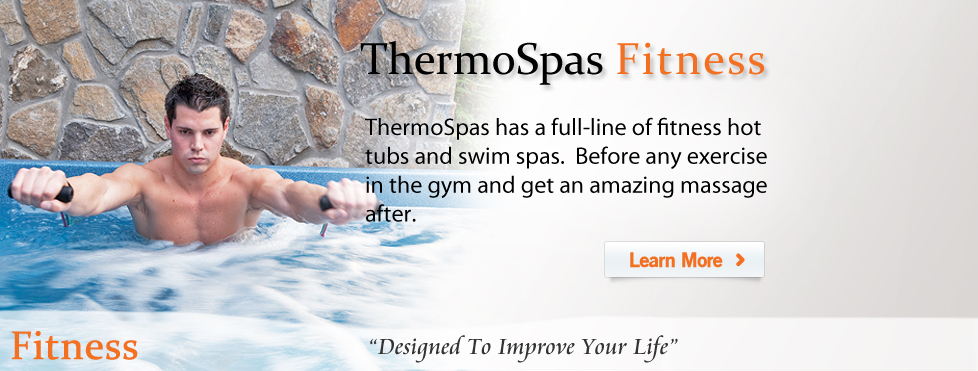 ThermoSpas Fitness
ThermoSpas has a full-line of fitness hot
tubs and swim spas.  Before any exercise
in the gym and get an amazing massage
after.
Learn More
Fitness
“Designed To Improve Your Life”